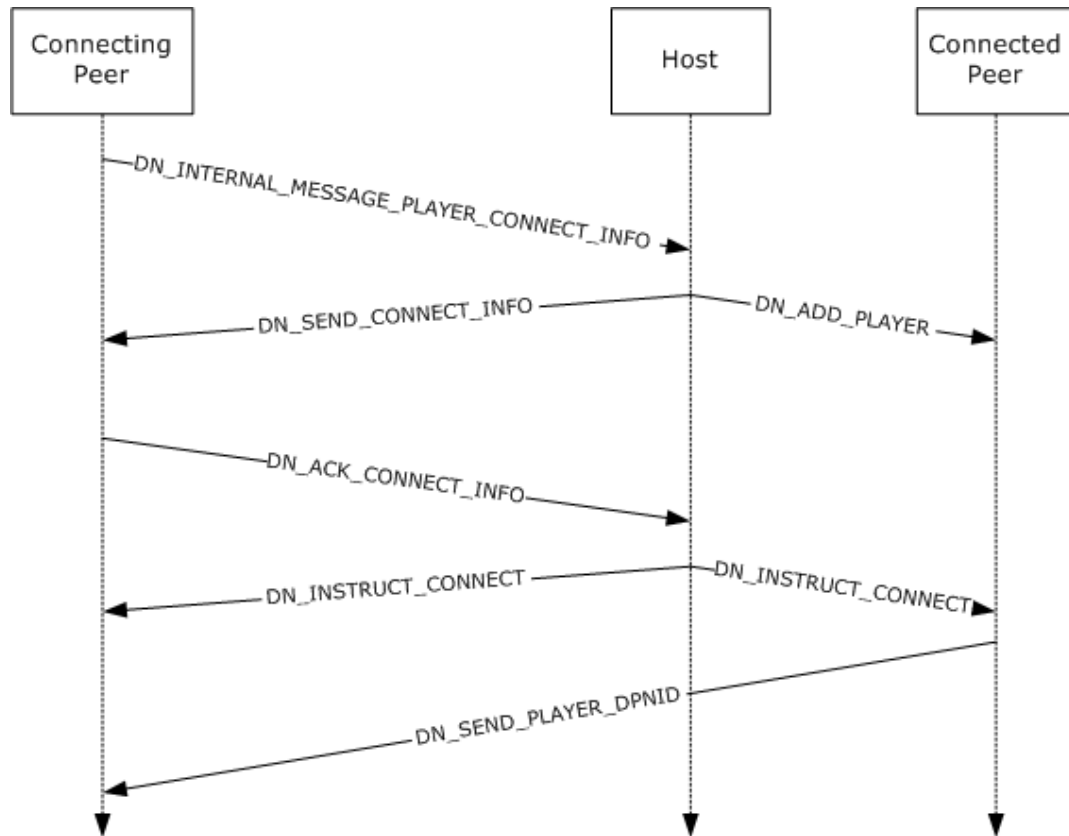 Connecting
Peer
Host
Connected
Peer
DN_INTERNAL_MESSAGE_PLAYER_CONNECT_INFO
DN_SEND_CONNECT_INFO
DN_ADD_PLAYER
DN_ACK_CONNECT_INFO
DN_INSTRUCT_CONNECT
DN_INSTRUCT_CONNECT
DN_SEND_PLAYER_DPNID